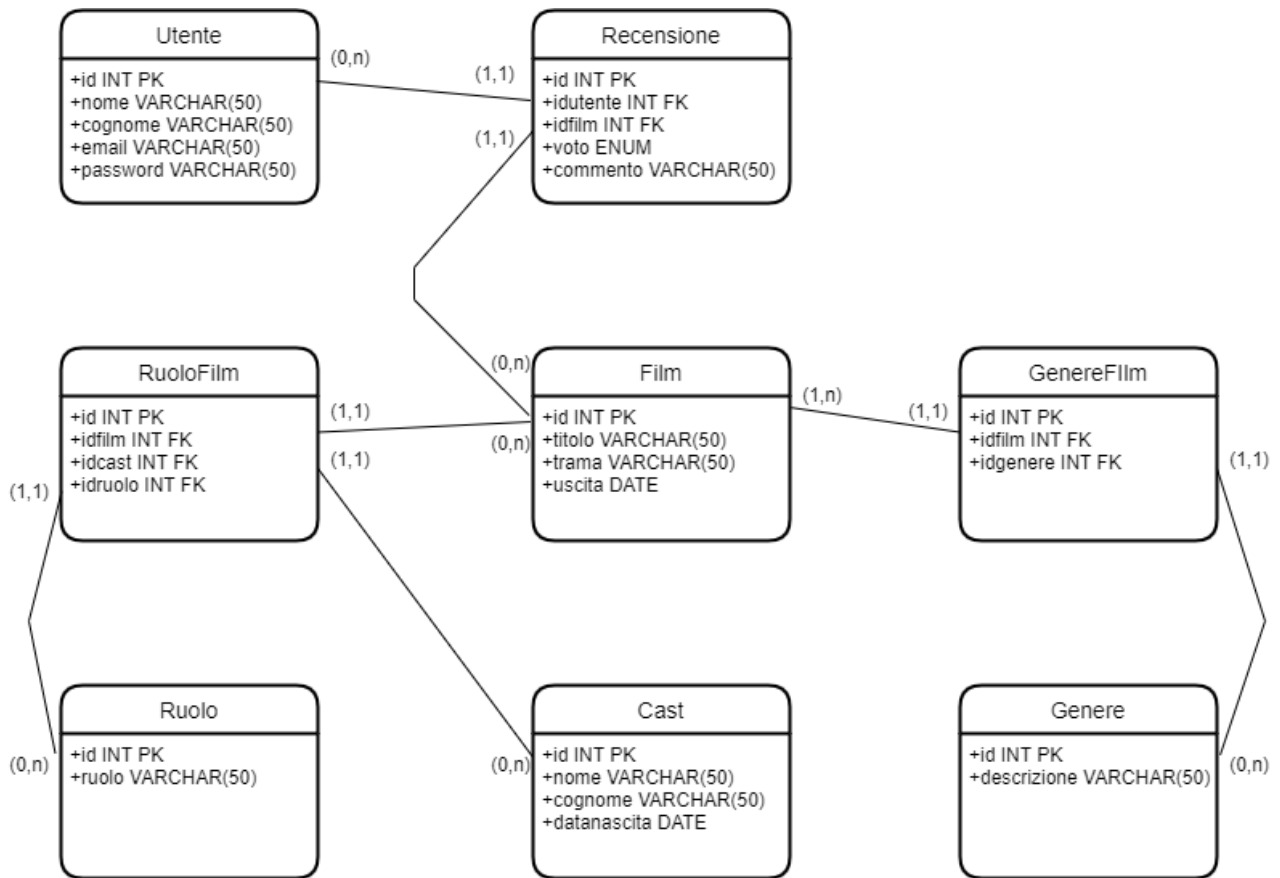 Utente
+id INT PK
+nome VARCHAR(50)
+cognome VARCHAR(50)
+email VARCHAR(50)
+password VARCHAR(50)
(0,n)
(1,1)
(1,1)
Recensione
+id INT PK
+idutente INT FK
+idfilm INT FK
+voto ENUM
+commento VARCHAR(50)
RuoloFilm
+id INT PK
+idfilm INT FK
+idcast INT FK
+idruolo INT FK
(1,1)
(1,1)
(1,1)
(0,n)
(0,n)
Film
+id INT PK
+titolo VARCHAR(50)
+trama VARCHAR(50)
+uscita DATE
(1,n)
(1,1)
GenereFIlm
+id INT PK
+idfilm INT FK
+idgenere INT FK
(1,1)
Ruolo
+id INT PK
+ruolo VARCHAR(50)
(0,n)
(0,n)
Cast
+id INT PK
+nome VARCHAR(50)
+cognome VARCHAR(50)
+datanascita DATE
Genere
+id INT PK
+descrizione VARCHAR(50)
(0,n)